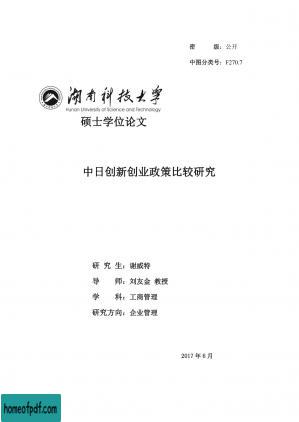 密 级：公开
中图分类号：F270.7
湖南科技大学
Hunan University of Science and Technology
硕士学位论文
中日创新创业政策比较研究
研 究 生：谢威特
导 师：刘友金 教授
学 科：工商管理
研究方向：企业管理
2017 年 6 月
homeofpdf.com